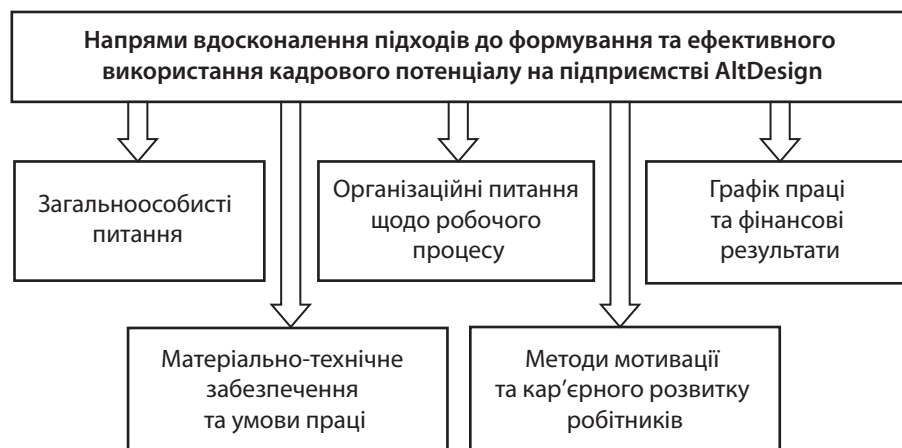 Напрями вдосконалення підходів до формування та ефективного
використання кадрового потенціалу на підприємстві AltDesign
Загальноособисті
питання
Організаційні питання
щодо робочого
процесу
Графік праці
та фінансові
результати
Матеріально-технічне
забезпечення
та умови праці
Методи мотивації
та кар’єрного розвитку
робітників